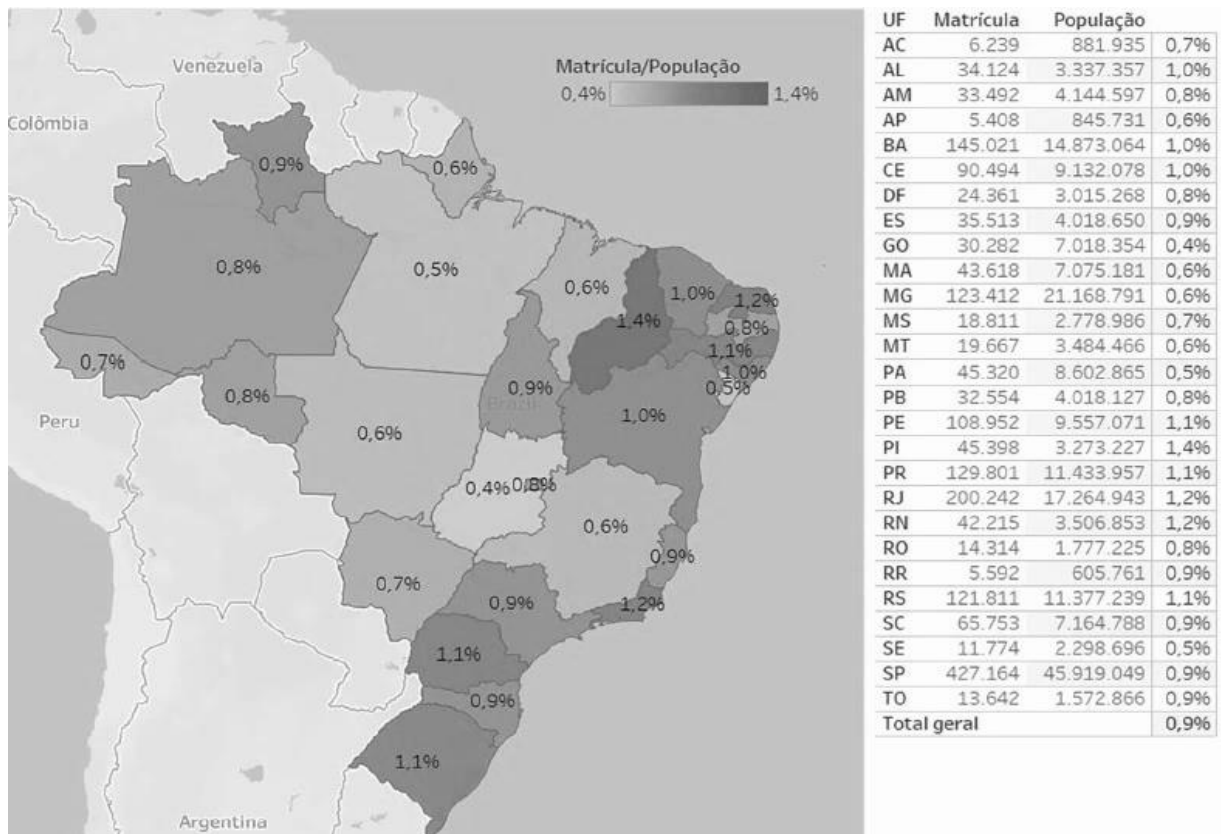 Venezuela
Colômbia
Matrícula/População
0,4% 1,4%
0,9%
0,6%
0,8%
0,5%
0,6%
1,0%
1,2%
1,4%
0,8%
1,1%
1,0%
0,5%
0,7%
0,8%
0,9%
Brazil
1,0%
Peru
0,6%
0,4%
0,8%
0,6%
0,9%
0,7%
0,9%
1,2%
1,1%
0,9%
1,1%
Argentina
UF Matrícula População
AC 6.239 881.935 0,7%
AL 34.124 3.337.357 1,0%
AM 33.492 4.144.597 0,8%
AP 5.408 845.731 0,6%
BA 145.021 14.873.064 1,0%
CE 90.494 9.132.078 1,0%
DF 24.361 3.015.268 0,8%
ES 35.513 4.018.650 0,9%
GO 30.282 7.018.354 0,4%
MA 43.618 7.075.181 0,6%
MG 123.412 21.168.791 0,6%
MS 18.811 2.778.986 0,7%
MT 19.667 3.484.466 0,6%
PA 45.320 8.602.865 0,5%
PB 32.554 4.018.127 0,8%
PE 108.952 9.557.071 1,1%
PI 45.398 3.273.227 1,4%
PR 129.801 11.433.957 1,1%
RJ 200.242 17.264.943 1,2%
RN 42.215 3.506.853 1,2%
RO 14.314 1.777.225 0,8%
RR 5.592 605.761 0,9%
RS 121.811 11.377.239 1,1%
SC 65.753 7.164.788 0,9%
SE 11.774 2.298.696 0,5%
SP 427.164 45.919.049 0,9%
TO 13.642 1.572.866 0,9%
Total geral 0,9%